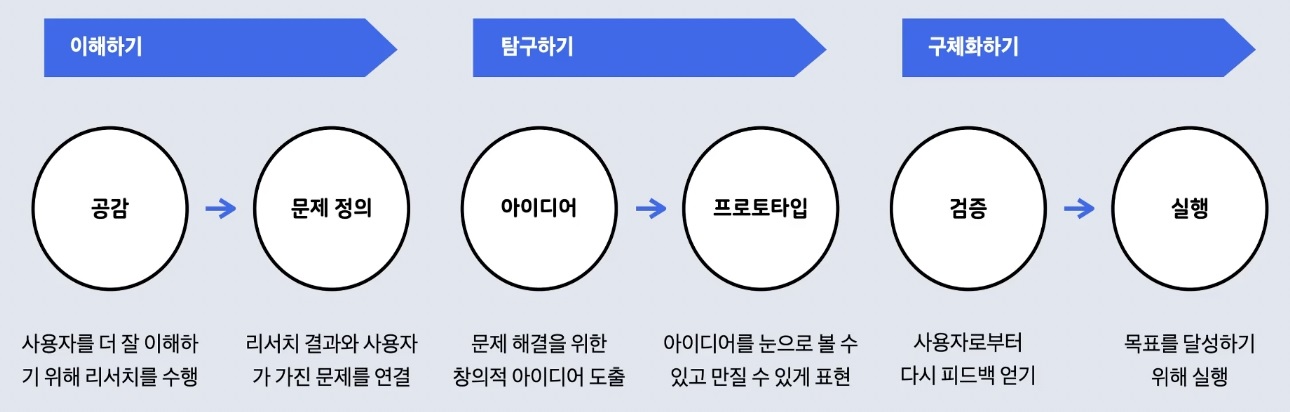 이해하기
탐구하기
구체화하기
공감
문제 정의
아이디어
프로토타입
검증
실행
사용자를 더 잘 이해하
기 위해 리서치를 수행
리서치 결과와 사용자
가 가진 문제를 연결
문제 해결을 위한
창의적 아이디어 도출
아이디어를 눈으로 볼 수
있고 만질 수 있게 표현
사용자로부터
다시 피드백 얻기
목표를 달성하기
위해 실행